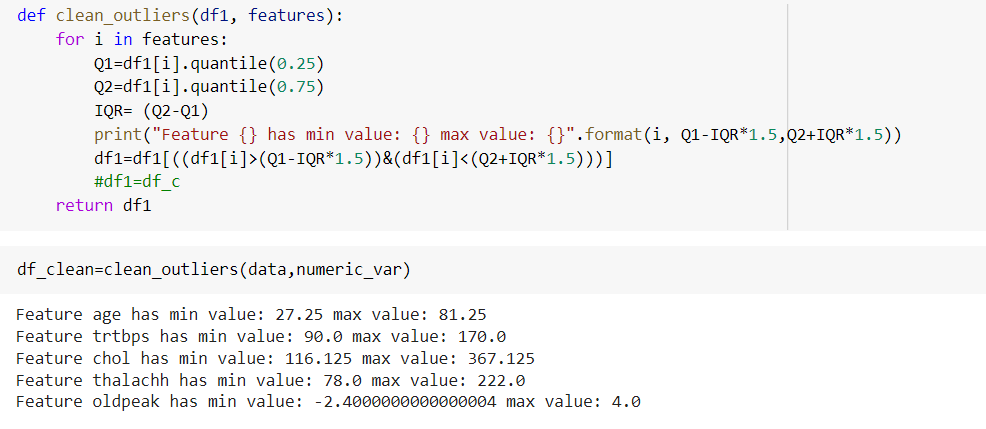 def clean_outliers(df1, features):
    for i in features:
        Q1=df1[i].quantile(0.25)
        Q2=df1[i].quantile(0.75)
        IQR= (Q2-Q1)
        print("Feature {} has min value: {} max value: {}".format(i, Q1-IQR*1.5,Q2+IQR*1.5))
        df1=df1[((df1[i]>(Q1-IQR*1.5))&(df1[i]<(Q2+IQR*1.5)))]
        #df1=df_c
    return df1
df_clean=clean_outliers(data,numeric_var)
Feature age has min value: 27.25 max value: 81.25
Feature trtbps has min value: 90.0 max value: 170.0
Feature chol has min value: 116.125 max value: 367.125
Feature thalachh has min value: 78.0 max value: 222.0
Feature oldpeak has min value: -2.4000000000000004 max value: 4.0